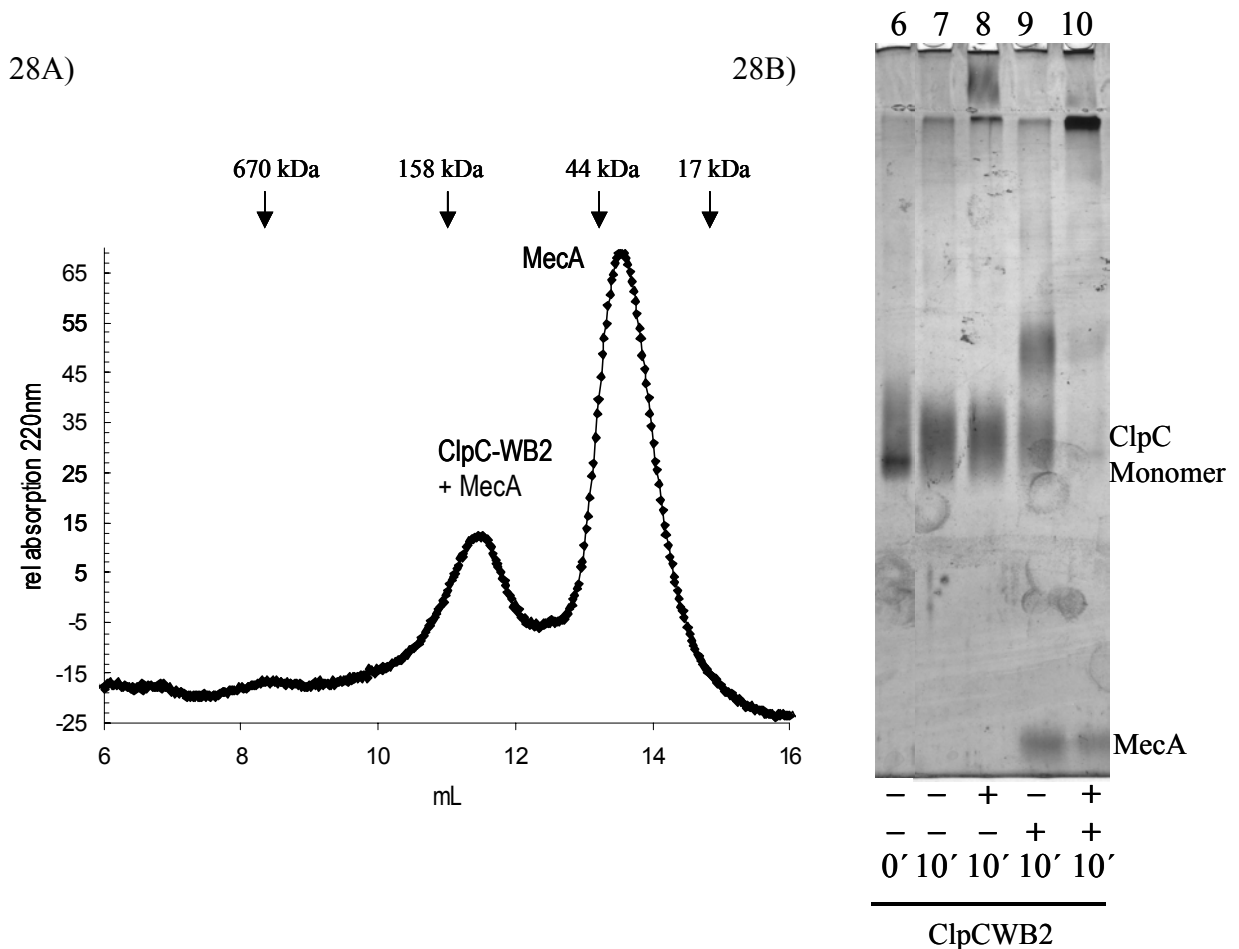 28A)
28B)
6 7 8 9 10
670 kDa 158 kDa 44 kDa 17 kDa
MecA
ClpC-WB2
+ MecA
rel absorption 220nm
65
55
45
35
25
15
5
-5
-15
-25
6 8 10 12 14 16
mL
ClpC
Monomer
MecA
− − + − +
− − − + +
0´ 10´ 10´ 10´ 10´
ClpCWB2